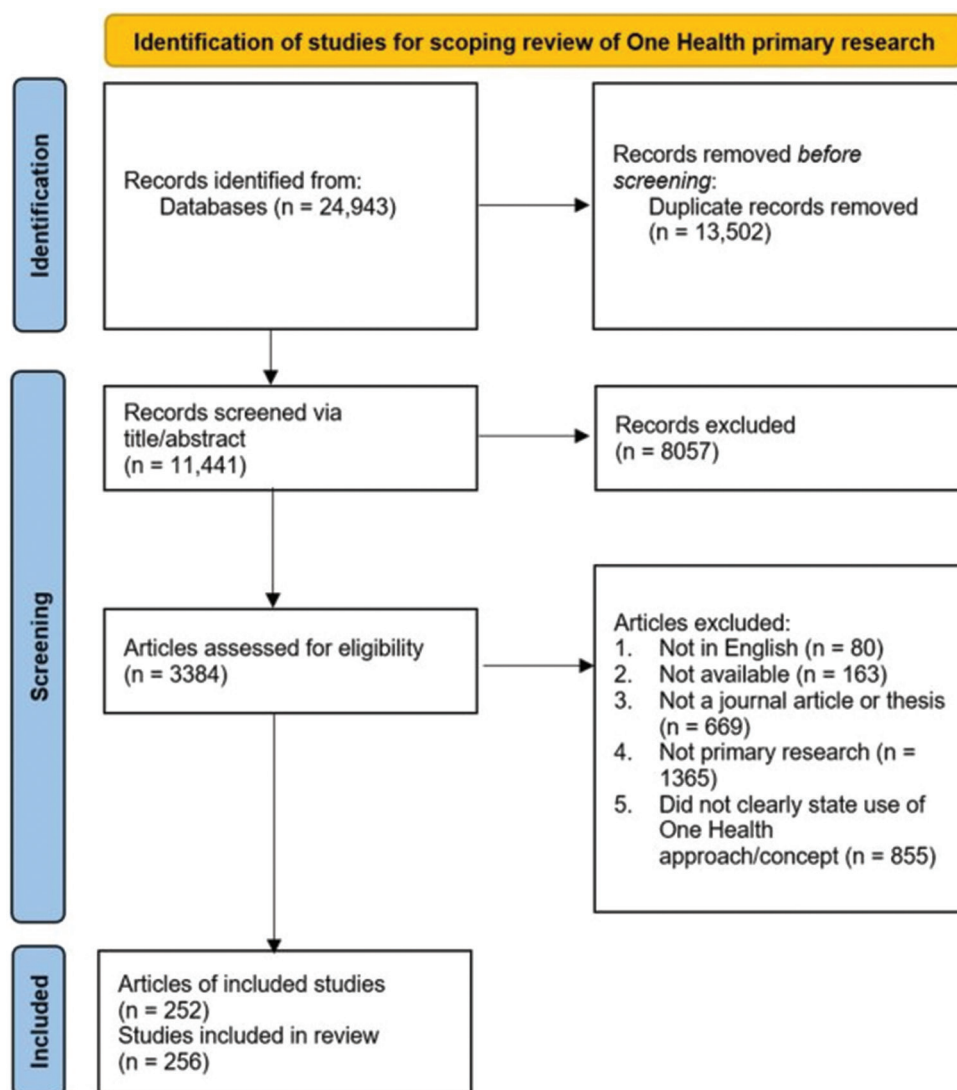 Identification of studies for scoping review of One Health primary research
Identification
Records identified from:
Databases (n = 24,943)
Records removed before
screening:
Duplicate records removed
(n = 13,502)
Screening
Records screened via
title/abstract
(n = 11,441)
Records excluded
(n = 8057)
Articles assessed for eligibility
(n = 3384)
Articles excluded:
1. Not in English (n = 80)
2. Not available (n = 163)
3. Not a journal article or thesis
(n = 669)
4. Not primary research (n =
1365)
5. Did not clearly state use of
One Health
approach/concept (n = 855)
Included
Articles of included studies
(n = 252)
Studies included in review
(n = 256)